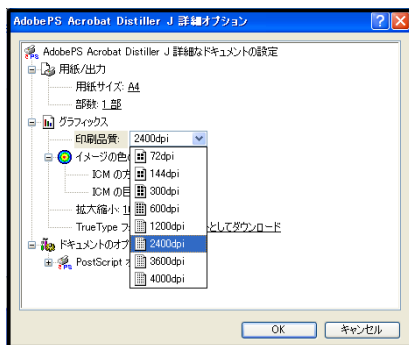 AdobePS Acrobat Distiller J 詳細オプション
AdobePS Acrobat Distiller J 詳細なドキュメントの設定
用紙/出力
用紙サイズ: A4
部数: 1 部
グラフィックス
印刷品質: 2400dpi
72dpi
イメージの色の
144dpi
ICM の方
300dpi
ICM の目
600dpi
拡大縮小: 1
1200dpi
TrueType フ
としてダウンロード
2400dpi
ドキュメントのオプ
3600dpi
PostScript オ
4000dpi
OK
キャンセル